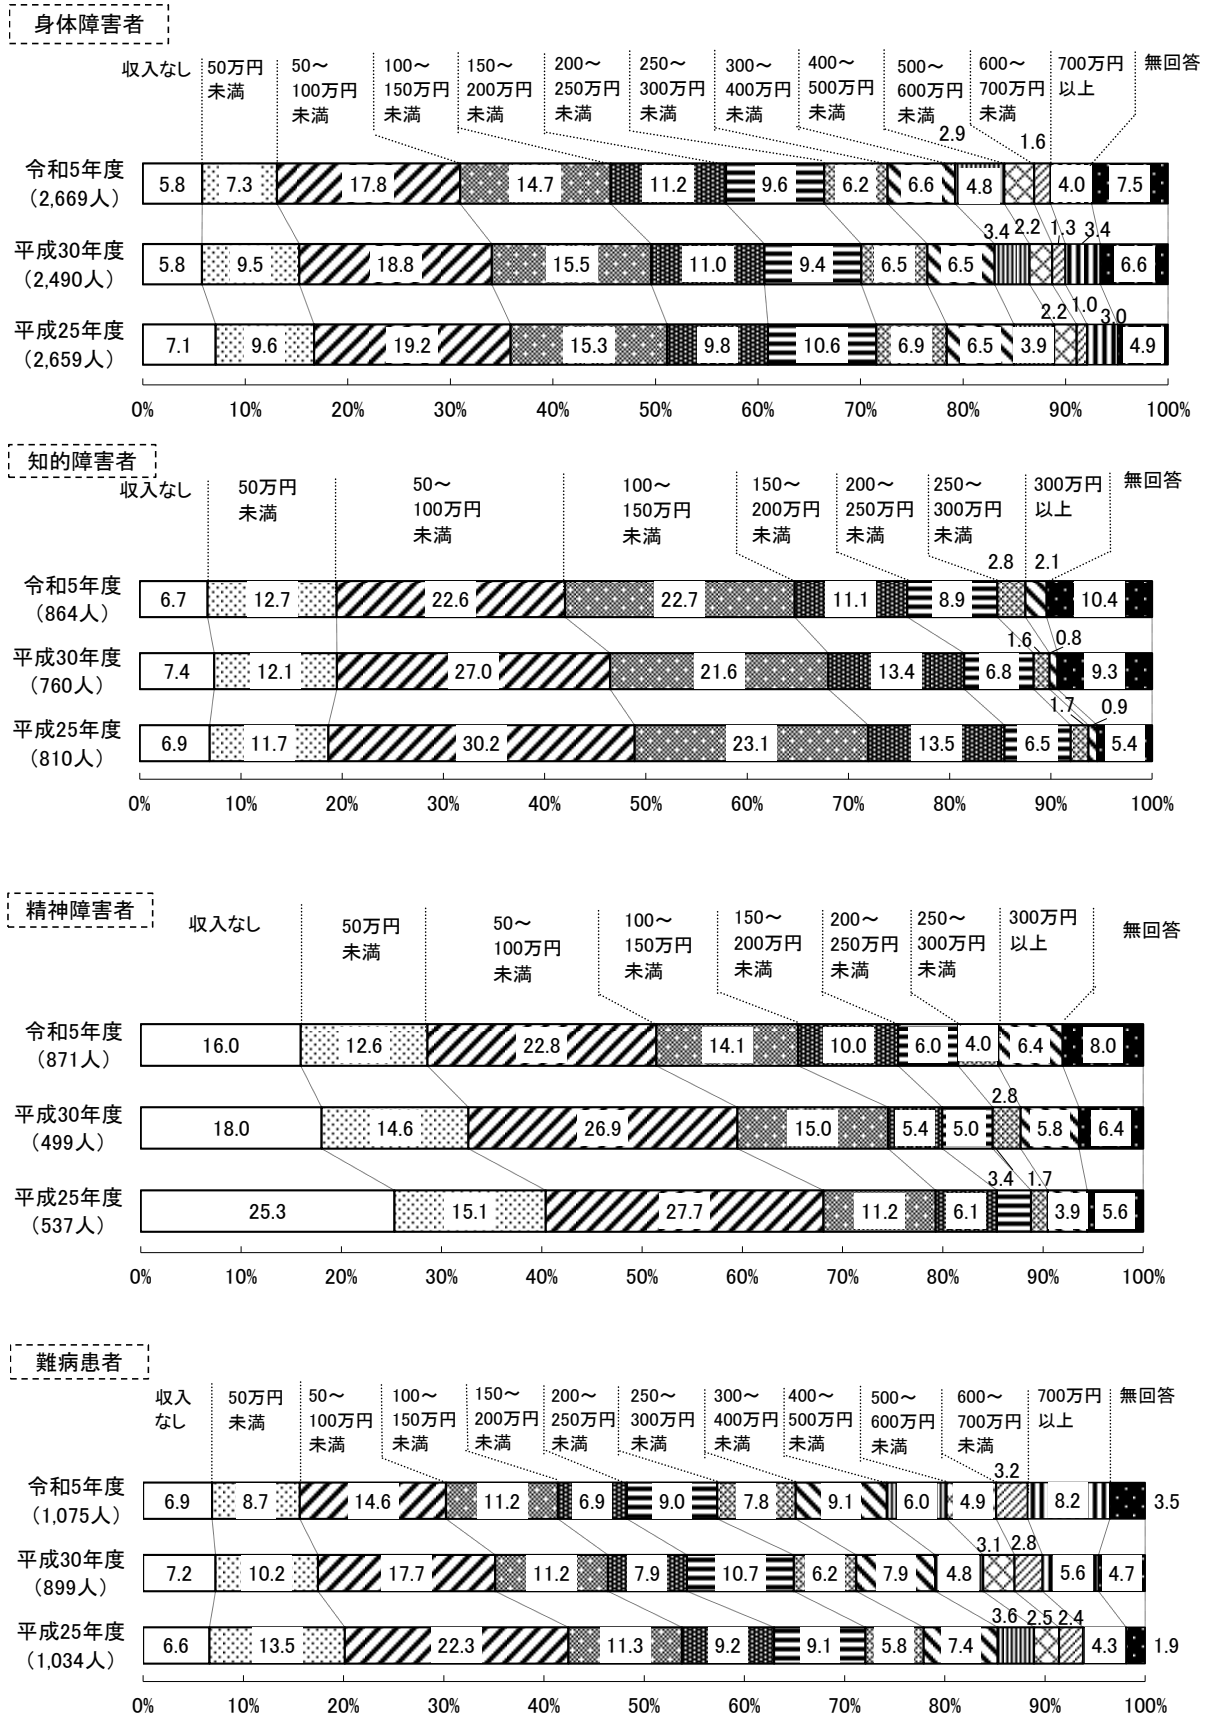 身体障害者
収入なし
50万円
未満
50～
100万円
未満
100～
150万円
未満
150～
200万円
未満
200～
250万円
未満
250～
300万円
未満
300～
400万円
未満
400～
500万円
未満
500～
600万円
未満
600～
700万円
未満
700万円
以上
無回答
2.9
1.6
令和5年度
(2,669人)
5.8 7.3 17.8 14.7 11.2 9.6 6.2 6.6 4.8 4.0 7.5
3.4 2.2 1.3 3.4
平成30年度
(2,490人)
5.8 9.5 18.8 15.5 11.0 9.4 6.5 6.5 6.6
2.2 1.0 3.0
平成25年度
(2,659人)
7.1 9.6 19.2 15.3 9.8 10.6 6.9 6.5 3.9 4.9
0% 10% 20% 30% 40% 50% 60% 70% 80% 90% 100%
知的障害者
収入なし
50万円
未満
50～
100万円
未満
100～
150万円
未満
150～
200万円
未満
200～
250万円
未満
250～
300万円
未満
300万円
以上
無回答
2.8 2.1
令和5年度
(864人)
6.7 12.7 22.6 22.7 11.1 8.9 10.4
1.6 0.8
平成30年度
(760人)
7.4 12.1 27.0 21.6 13.4 6.8 9.3
1.7 0.9
平成25年度
(810人)
6.9 11.7 30.2 23.1 13.5 6.5 5.4
0% 10% 20% 30% 40% 50% 60% 70% 80% 90% 100%
精神障害者
収入なし
50万円
未満
50～
100万円
未満
100～
150万円
未満
150～
200万円
未満
200～
250万円
未満
250～
300万円
未満
300万円
以上
無回答
令和5年度
(871人)
16.0 12.6 22.8 14.1 10.0 6.0 4.0 6.4 8.0
2.8
平成30年度
(499人)
18.0 14.6 26.9 15.0 5.4 5.0 5.8 6.4
3.4 1.7
平成25年度
(537人)
25.3 15.1 27.7 11.2 6.1 3.9 5.6
0% 10% 20% 30% 40% 50% 60% 70% 80% 90% 100%
難病患者
収入
なし
50万円
未満
50～
100万円
未満
100～
150万円
未満
150～
200万円
未満
200～
250万円
未満
250～
300万円
未満
300～
400万円
未満
400～
500万円
未満
500～
600万円
未満
600～
700万円
未満
700万円
以上
無回答
3.2
令和5年度
(1,075人)
6.9 8.7 14.6 11.2 6.9 9.0 7.8 9.1 6.0 4.9 8.2 3.5
3.1 2.8
平成30年度
(899人)
7.2 10.2 17.7 11.2 7.9 10.7 6.2 7.9 4.8 5.6 4.7
3.6 2.5 2.4
平成25年度
(1,034人)
6.6 13.5 22.3 11.3 9.2 9.1 5.8 7.4 4.3 1.9
0% 10% 20% 30% 40% 50% 60% 70% 80% 90% 100%